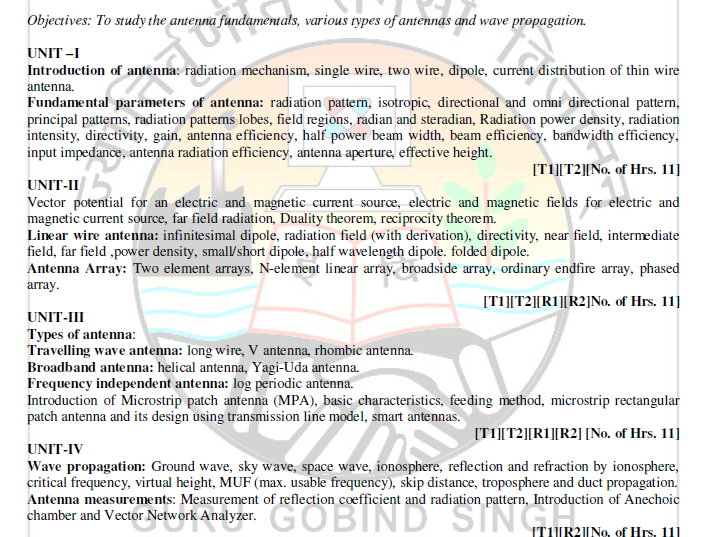 Objectives: To study the antenna fundamentals, various types of antennas and wave propagation.
UNIT –I
Introduction of antenna: radiation mechanism, single wire, two wire, dipole, current distribution of thin wire
antenna.
Fundamental parameters of antenna: radiation pattern, isotropic, directional and omni directional pattern,
principal patterns, radiation patterns lobes, field regions, radian and steradian, Radiation power density, radiation
intensity, directivity, gain, antenna efficiency, half power beam width, beam efficiency, bandwidth efficiency,
input impedance, antenna radiation efficiency, antenna aperture, effective height.
[T1][T2][No. of Hrs. 11]
UNIT-II
Vector potential for an electric and magnetic current source, electric and magnetic fields for electric and
magnetic current source, far field radiation, Duality theorem, reciprocity theorem.
Linear wire antenna: infinitesimal dipole, radiation field (with derivation), directivity, near field, intermediate
field, far field ,power density, small/short dipole, half wavelength dipole. folded dipole.
Antenna Array: Two element arrays, N-element linear array, broadside array, ordinary endfire array, phased
array.
[T1][T2][R1][R2]No. of Hrs. 11]
UNIT-III
Types of antenna:
Travelling wave antenna: long wire, V antenna, rhombic antenna.
Broadband antenna: helical antenna, Yagi-Uda antenna.
Frequency independent antenna: log periodic antenna.
Introduction of Microstrip patch antenna (MPA), basic characteristics, feeding method, microstrip rectangular
patch antenna and its design using transmission line model, smart antennas.
[T1][T2][R1][R2] [No. of Hrs. 11]
UNIT-IV
Wave propagation: Ground wave, sky wave, space wave, ionosphere, reflection and refraction by ionosphere,
critical frequency, virtual height, MUF (max. usable frequency), skip distance, troposphere and duct propagation.
Antenna measurements: Measurement of reflection coefficient and radiation pattern, Introduction of Anechoic
chamber and Vector Network Analyzer.
GURU GOBIND SINGH
[T1][R2][No. of Hrs. 11]